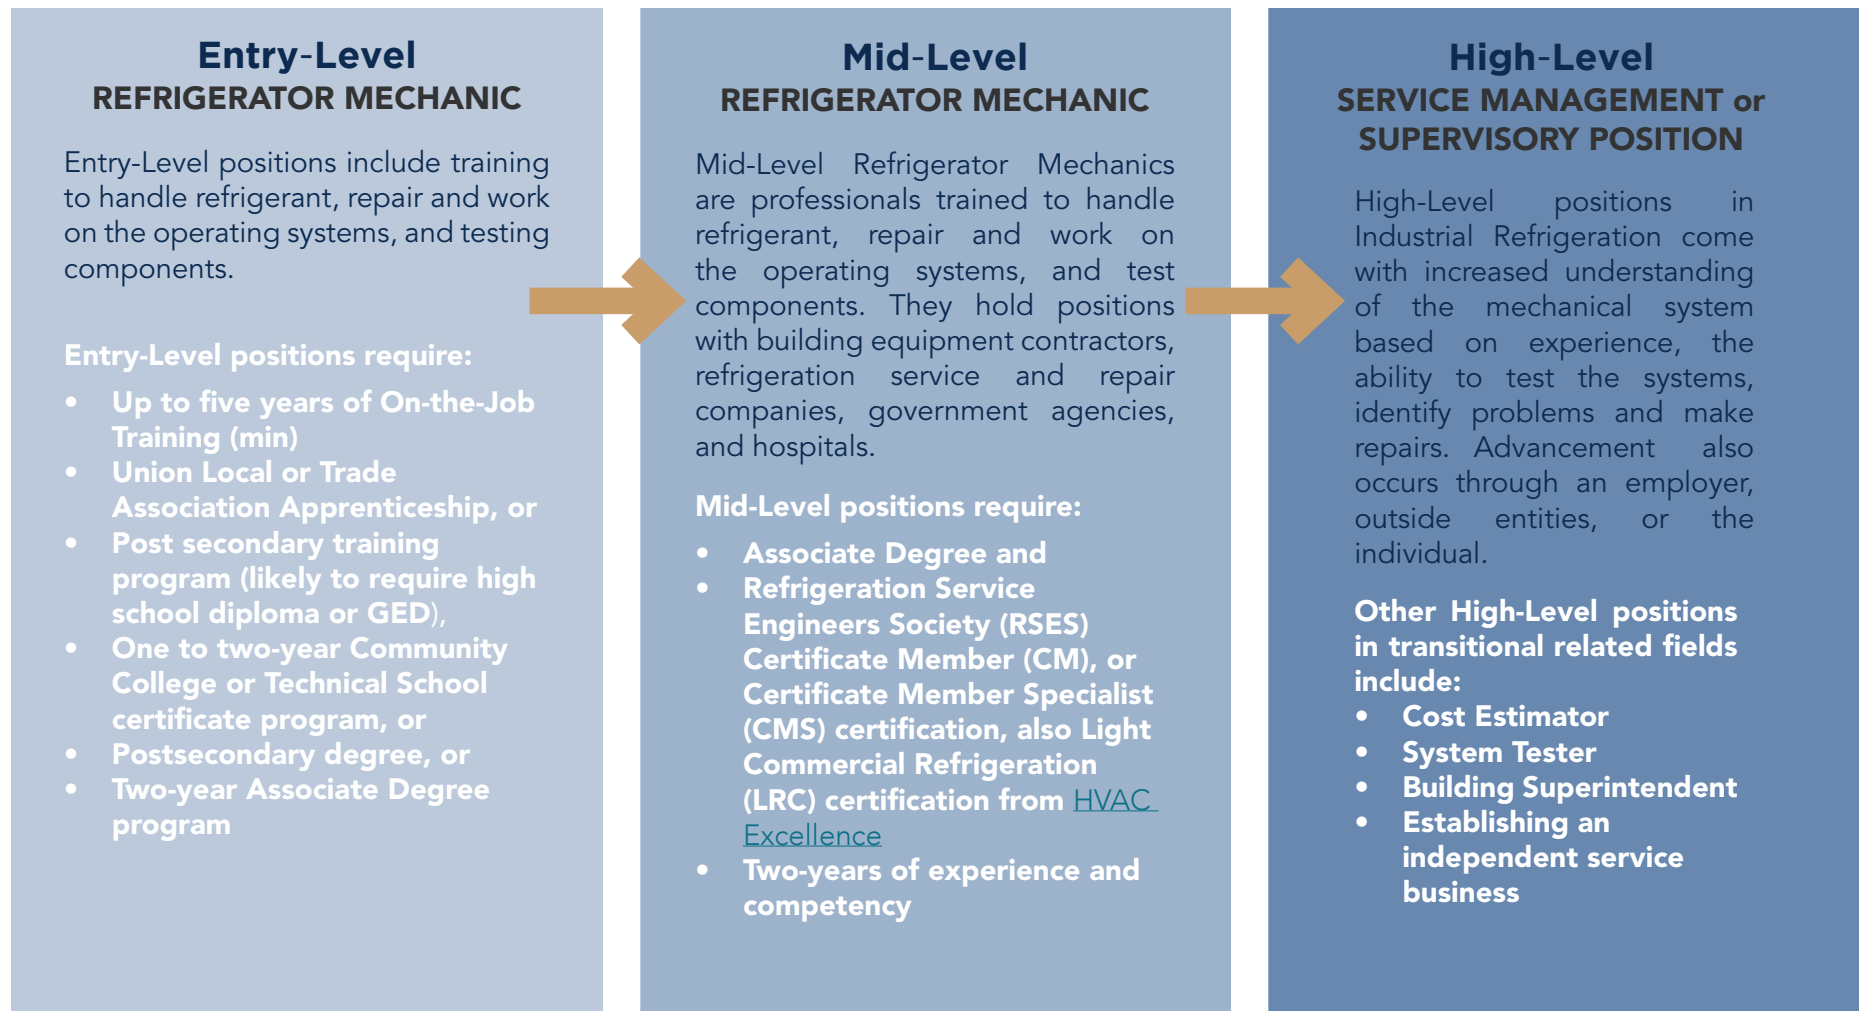 Entry-Level
REFRIGERATOR MECHANIC
Entry-Level positions include training
to handle refrigerant, repair and work
on the operating systems, and testing
components.
Entry-Level positions require:
• Up to five years of On-the-Job
Training (min)
• Union Local or Trade
Association Apprenticeship, or
• Post secondary training
program (likely to require high
school diploma or GED),
• One to two-year Community
College or Technical School
certificate program, or
• Postsecondary degree, or
• Two-year Associate Degree
program
Mid-Level
REFRIGERATOR MECHANIC
Mid-Level Refrigerator Mechanics
are professionals trained to handle
refrigerant, repair and work on
the operating systems, and test
components. They hold positions
with building equipment contractors,
refrigeration service and repair
companies, government agencies,
and hospitals.
Mid-Level positions require:
• Associate Degree and
• Refrigeration Service
Engineers Society (RSES)
Certificate Member (CM), or
Certificate Member Specialist
(CMS) certification, also Light
Commercial Refrigeration
(LRC) certification from HVAC
Excellence
• Two-years of experience and
competency
High-Level
SERVICE MANAGEMENT or
SUPERVISORY POSITION
High-Level positions in
Industrial Refrigeration come
with increased understanding
of the mechanical system
based on experience, the
ability to test the systems,
identify problems and make
repairs. Advancement also
occurs through an employer,
outside entities, or the
individual.
Other High-Level positions
in transitional related fields
include:
• Cost Estimator
• System Tester
• Building Superintendent
• Establishing an
independent service
business